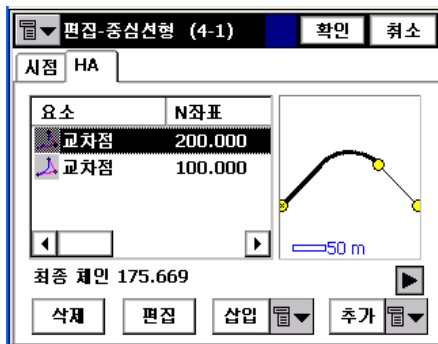 편집-중심선형 (4-1) 확인 취소
시점 HA
요소 N좌표
교차점 200.000
교차점 100.000
50 m
최종 체인 175.669
삭제 편집 삽입 추가